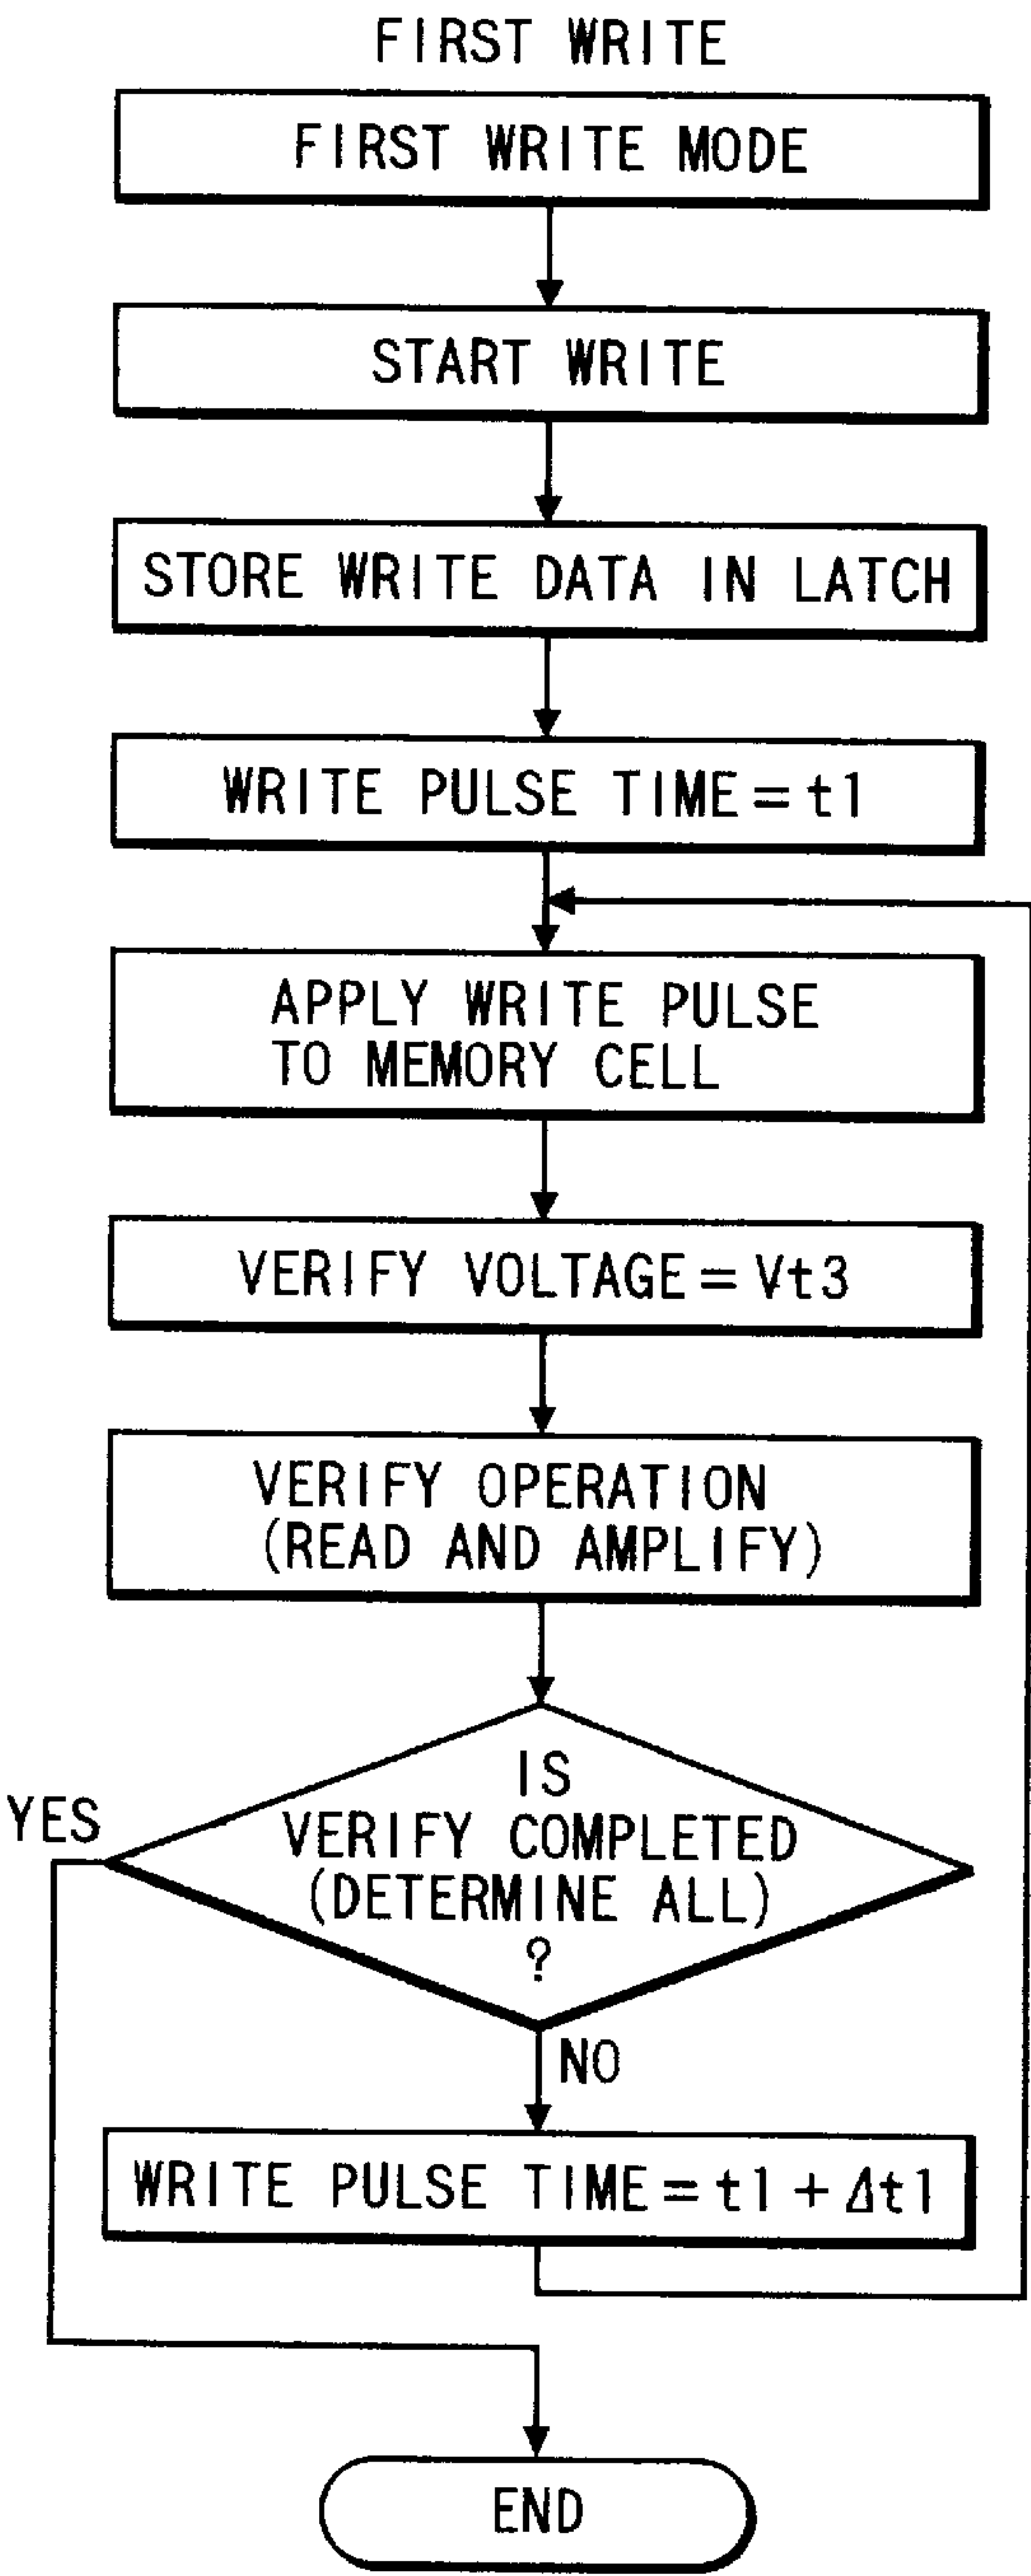 FIRST WRITE
FIRST WRITE MODE
START WRITE
STORE WRITE DATA IN LATCH
WRITE PULSE TIME=t1
APPLY WRITE PULSE
TO MEMORY CELL
VERIFY VOLTAGE=Vt3
VERIFY OPERATION
(READ AND AMPLIFY)
IS
YES
VERIFY COMPLETED
(DETERMINE ALL)
?
NO
WRITE PULSE TIME=t1+Δt1
END